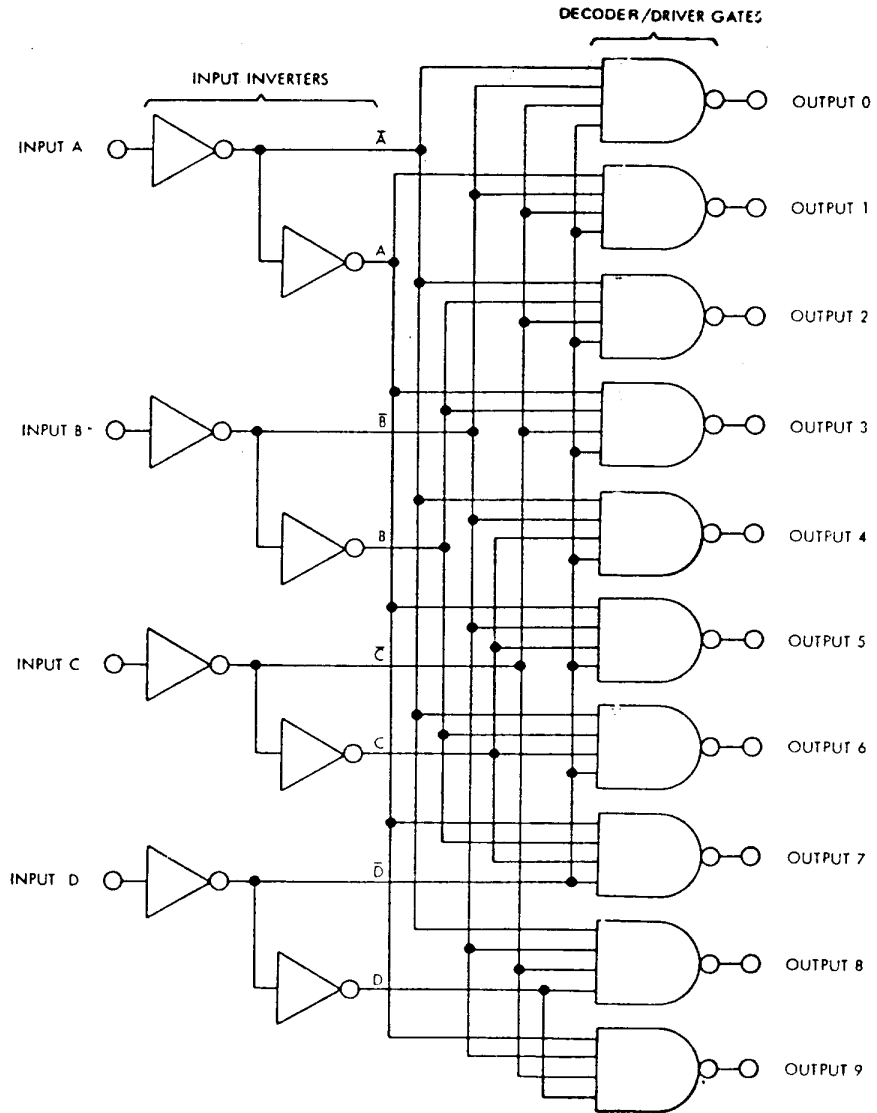 DECODER/DRIVER GATES
INPUT INVERTERS
OUTPUT 0
INPUT A
A̅
OUTPUT 1
A
OUTPUT 2
INPUT B
B̅
OUTPUT 3
B
OUTPUT 4
INPUT C
C̅
OUTPUT 5
C
OUTPUT 6
INPUT D
D̅
OUTPUT 7
D
OUTPUT 8
OUTPUT 9